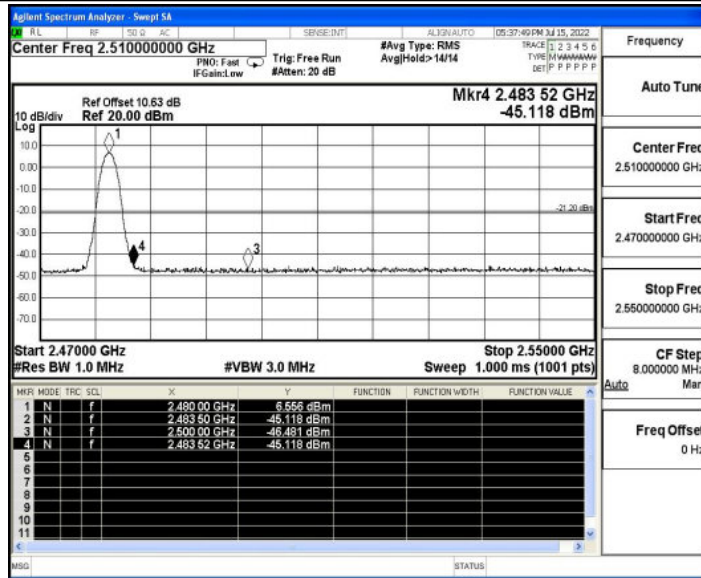 Agilent Spectrum Analyzer - Swept SA
RL RF 50 Ω AC SENSE:INT ALIGNAUTO 05:37:49 PM Jul 15, 2022
Center Freq 2.510000000 GHz
PNO: Fast
IFGain:Low
Trig: Free Run
#Atten: 20 dB
#Avg Type: RMS
Avg|Hold:>14/14
TRACE 1 2 3 4 5 6
TYPE M
DET P P P P P P
Ref Offset 10.63 dB
10 dB/div Ref 20.00 dBm
Log
Mkr4 2.483 52 GHz
-45.118 dBm
1
10.0
0.00
-10.0
-20.0
-21.20 dBm
-30.0
4
3
-40.0
-50.0
-60.0
-70.0
Start 2.47000 GHz Stop 2.55000 GHz
#Res BW 1.0 MHz #VBW 3.0 MHz Sweep 1.000 ms (1001 pts)
MKR MODE TRC SCL X Y FUNCTION FUNCTION WIDTH FUNCTION VALUE
1 N f 2.480 00 GHz 6.556 dBm
2 N f 2.483 50 GHz -45.118 dBm
3 N f 2.500 00 GHz -46.481 dBm
4 N f 2.483 52 GHz -45.118 dBm
5
6
7
8
9
10
11
MSG STATUS
Frequency
Auto Tune
Center Freq
2.510000000 GHz
Start Freq
2.470000000 GHz
Stop Freq
2.550000000 GHz
CF Step
8.000000 MHz
Auto Man
Freq Offset
0 Hz